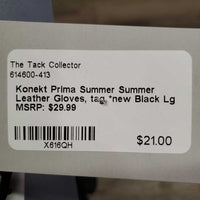 The Tack Collector
614600-413
Konekt Prima Summer Summer
Leather Gloves, tag *new Black Lg
MSRP: $29.99
X616QH
$21.00